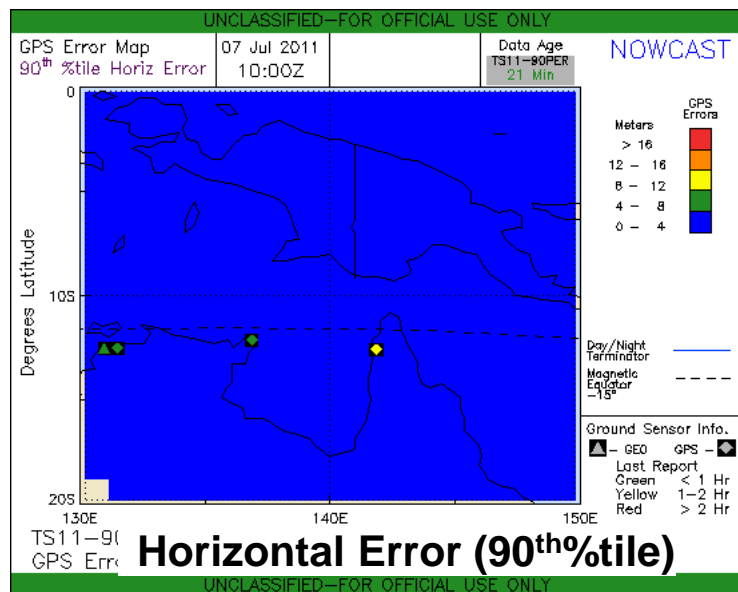 UNCLASSIFIED–FOR OFFICIAL USE ONLY
GPS Error Map
90th %tile Horiz Error
07 Jul 2011
10:00Z
Data Age
TS11–90PER
21 Min
NOWCAST
GPS
Errors
Meters
> 16
12 – 16
8 – 12
4 – 8
0 – 4
0
10S
20S
Degrees Latitude
130E
140E
150E
Day/Night
Terminator
Magnetic
Equator
–15°
Ground Sensor Info.
– GEO GPS –
Last Report
Green < 1 Hr
Yellow 1–2 Hr
Red > 2 Hr
TS11–90
GPS Err
Horizontal Error (90th%tile)
UNCLASSIFIED–FOR OFFICIAL USE ONLY